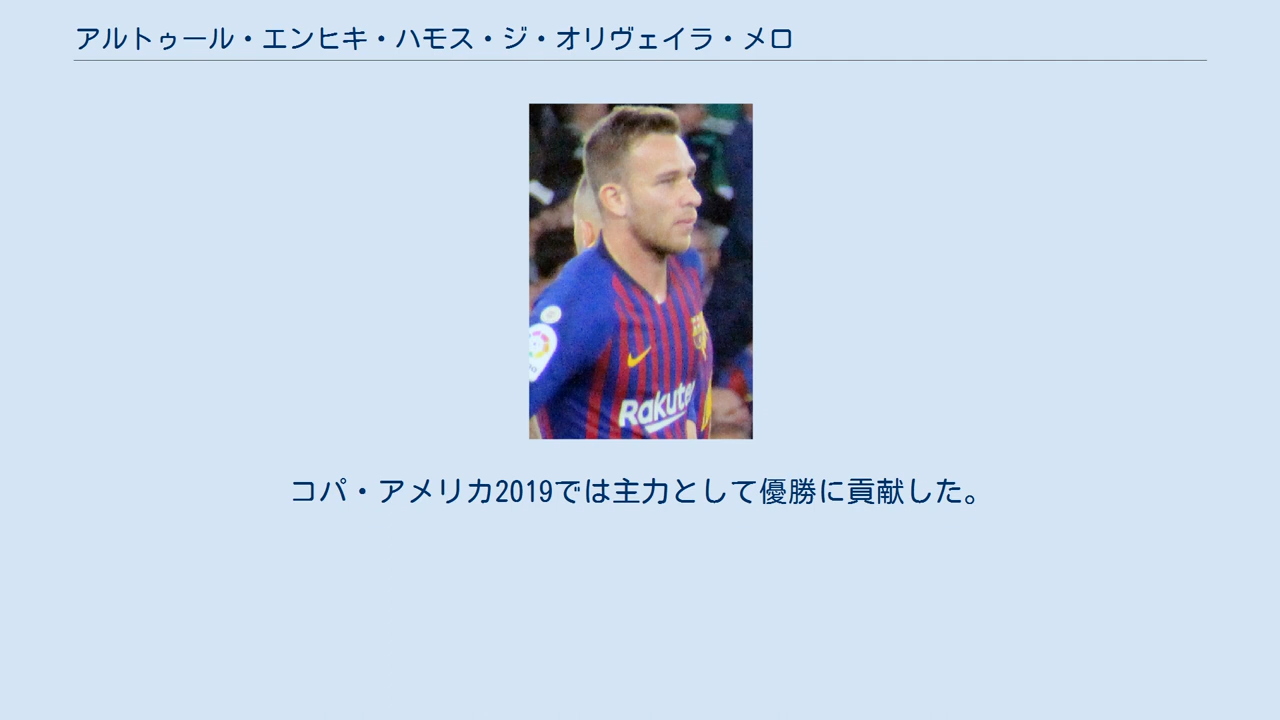 アルトゥール・エンヒキ・ハモス・ジ・オリヴェイラ・メロ
Rakuten
コパ・アメリカ2019では主力として優勝に貢献した。